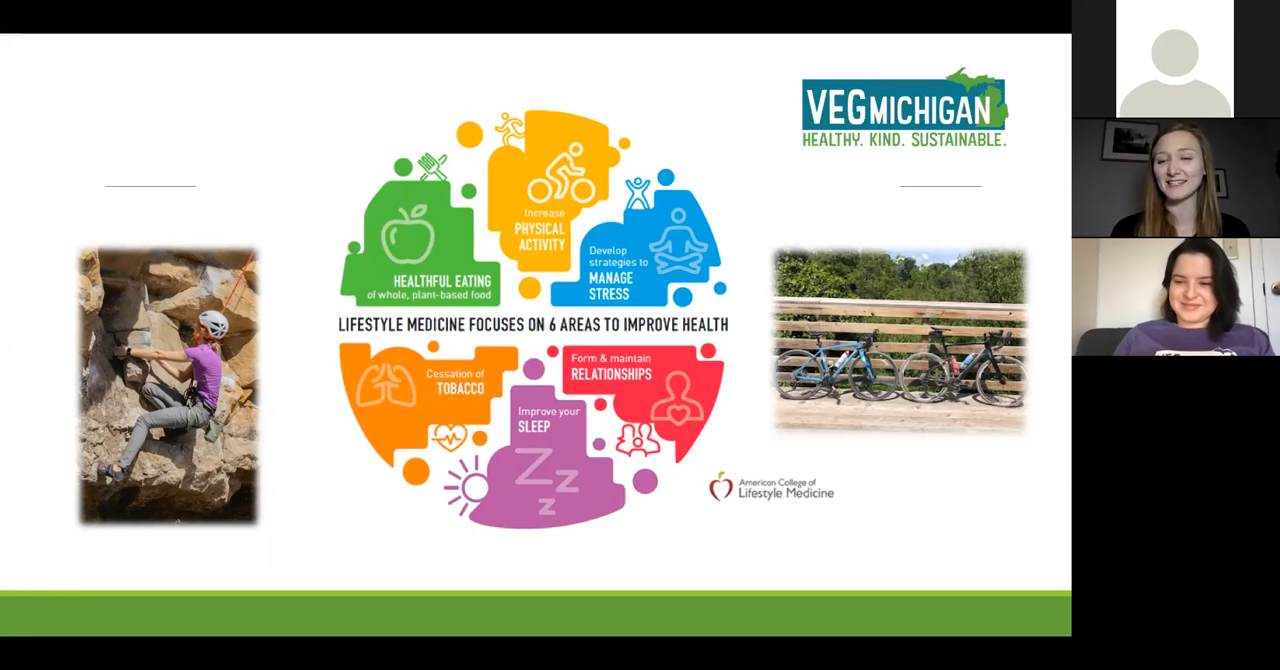 VEGMICHIGAN
HEALTHY. KIND. SUSTAINABLE.
Increase
PHYSICAL
ACTIVITY
Develop
strategies to
MANAGE
STRESS
HEALTHFUL EATING
of whole, plant-based food
LIFESTYLE MEDICINE FOCUSES ON 6 AREAS TO IMPROVE HEALTH
Cessation of
TOBACCO
Form & maintain
RELATIONSHIPS
Improve your
SLEEP
Z Z Z
American College of
Lifestyle Medicine